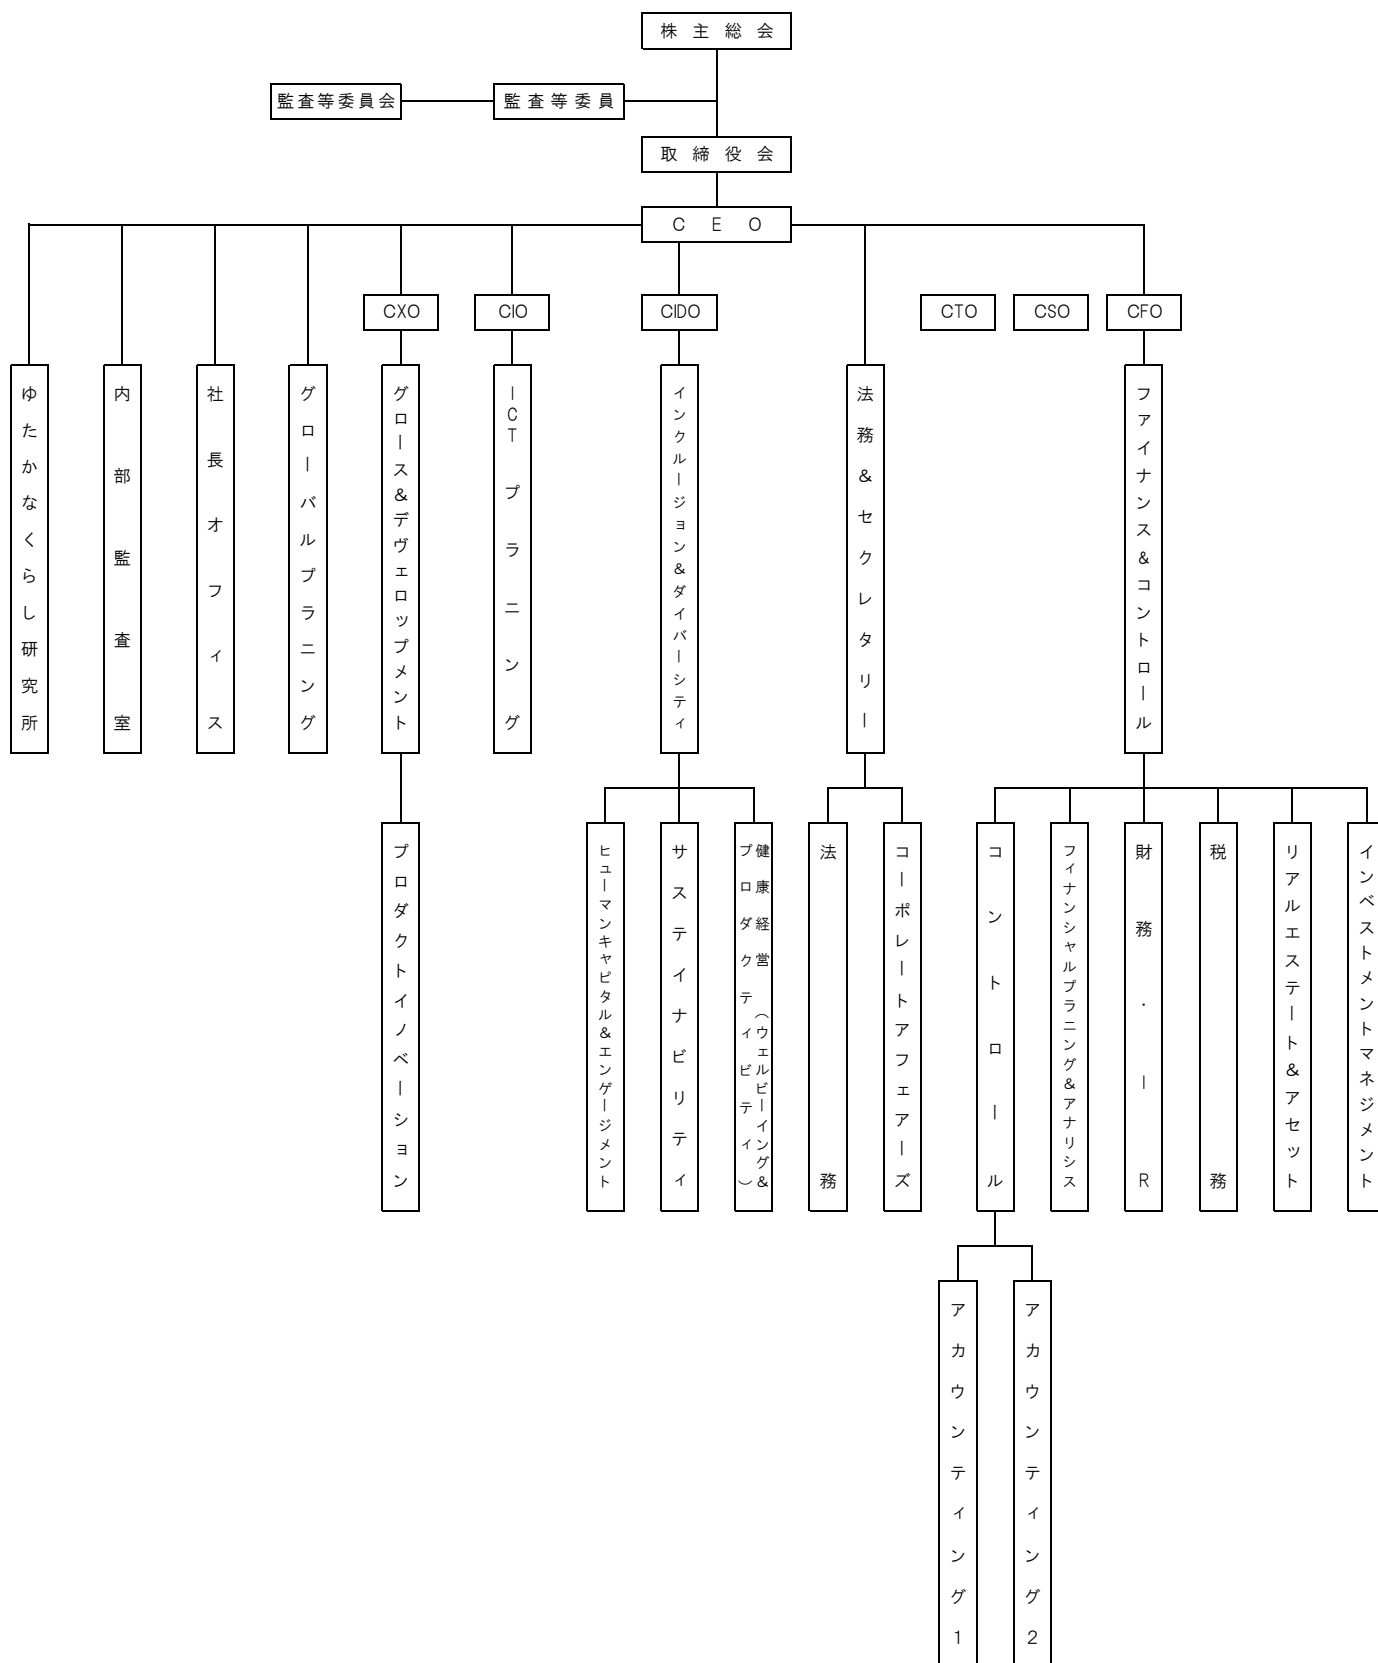 株主総会
監査等委員会
監査等委員
取締役会
CEO
CXO
CIO
CIDO
CTO
CSO
CFO
ゆたかなくらし研究所
内部監査室
社長オフィス
グローバルプラニング
グロース&デヴェロップメント
ICTプラニング
インクルージョン&ダイバーシティ
法務&セクレタリー
ファイナンス&コントロール
プロダクトイノベーション
ヒューマンキャピタル&エンゲージメント
サステイナビリティ
健康経営(ウェルビーイング&
プロダクティビティ)
法務
コーポレートアフェアーズ
コントロール
フィナンシャルプラニング&アナリシス
財務・IR
税務
リアルエステート&アセット
インベストメントマネジメント
アカウンティング1
アカウンティング2